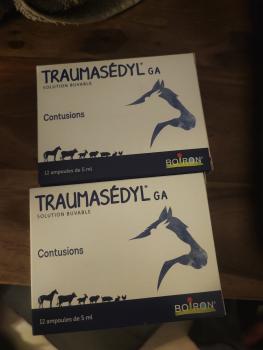 TRAUMASÉDYL® GA
SOLUTION BUVABLE
Contusions
BOIRON®
12 ampoules de 5 ml
TRAUMASÉDYL® GA
SOLUTION BUVABLE
Contusions
BOIRON®
12 ampoules de 5 ml